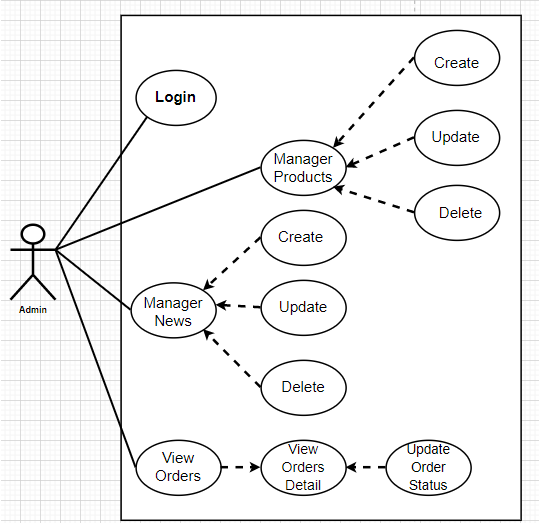 Create
Login
Update
Manager
Products
Delete
Create
Admin
Manager
News
Update
Delete
View
Orders
View
Orders
Detail
Update
Order
Status